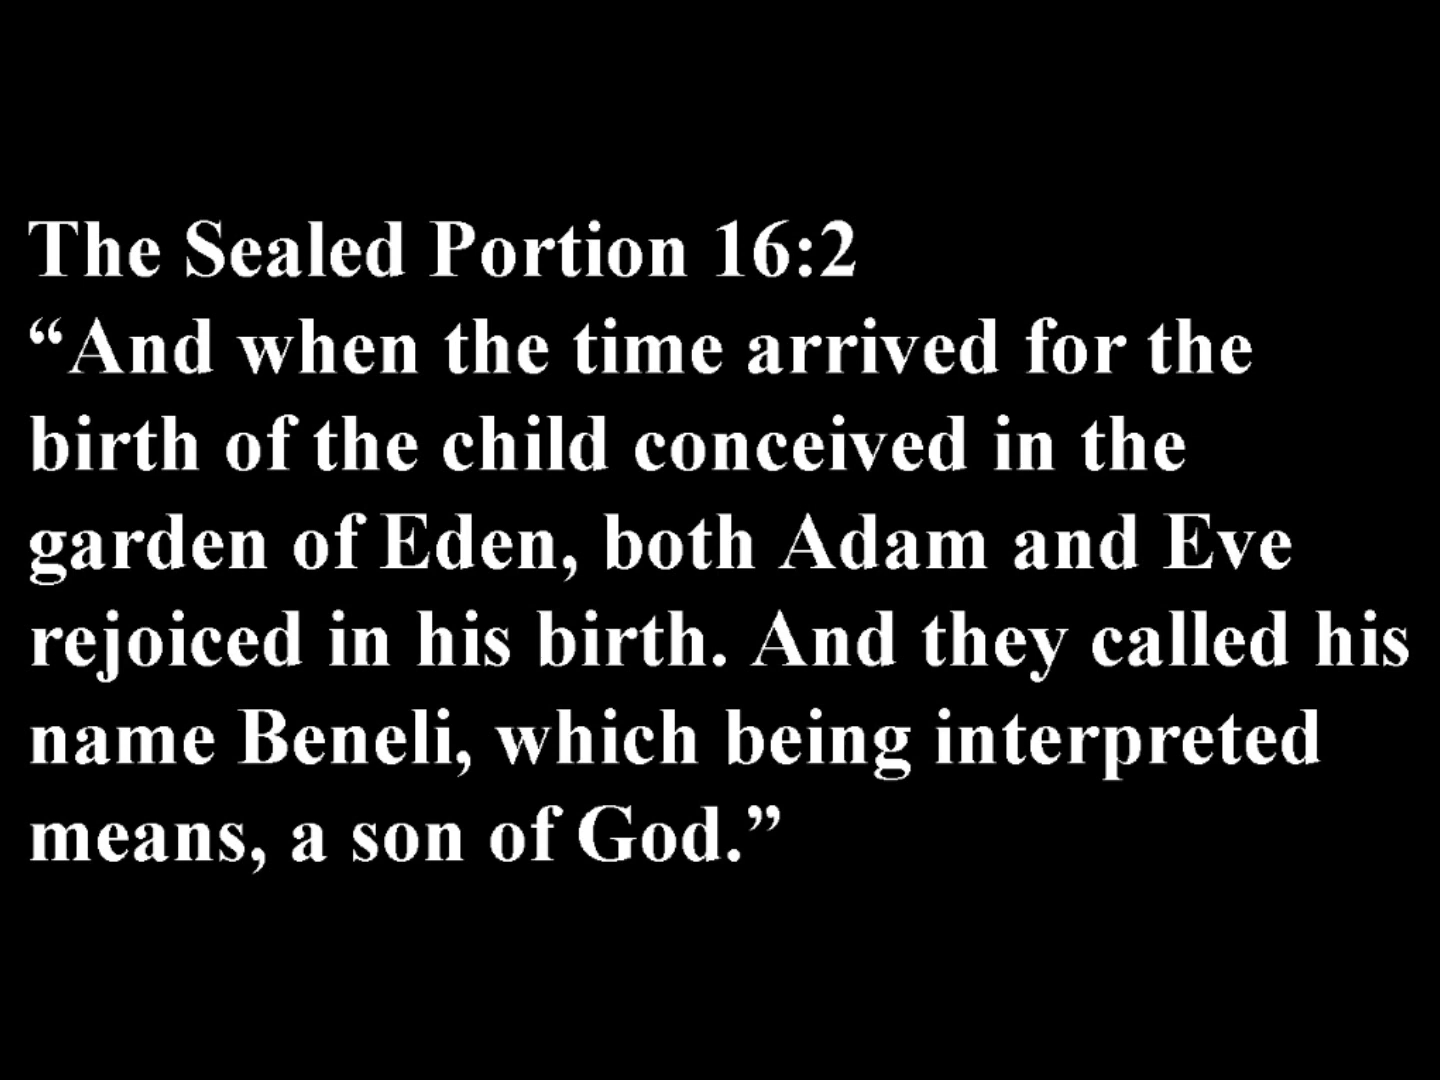 The Sealed Portion 16:2
“And when the time arrived for the
birth of the child conceived in the
garden of Eden, both Adam and Eve
rejoiced in his birth. And they called his
name Beneli, which being interpreted
means, a son of God.”